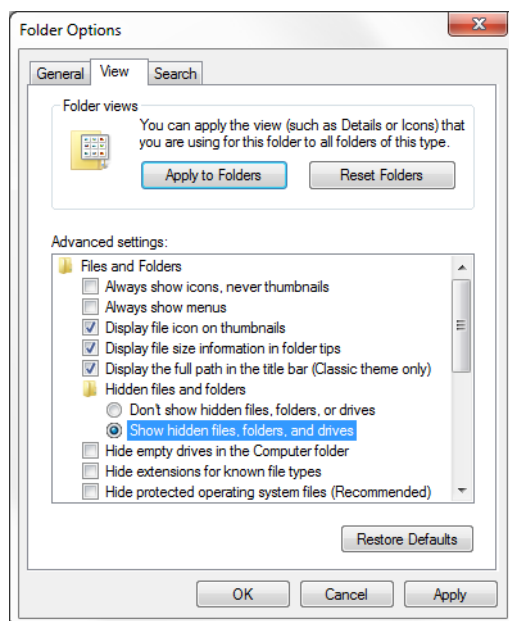 Folder Options
General View Search
Folder views
You can apply the view (such as Details or Icons) that
you are using for this folder to all folders of this type.
Apply to Folders Reset Folders
Advanced settings:
Files and Folders
Always show icons, never thumbnails
Always show menus
Display file icon on thumbnails
Display file size information in folder tips
Display the full path in the title bar (Classic theme only)
Hidden files and folders
Don't show hidden files, folders, or drives
Show hidden files, folders, and drives
Hide empty drives in the Computer folder
Hide extensions for known file types
Hide protected operating system files (Recommended)
Restore Defaults
OK Cancel Apply